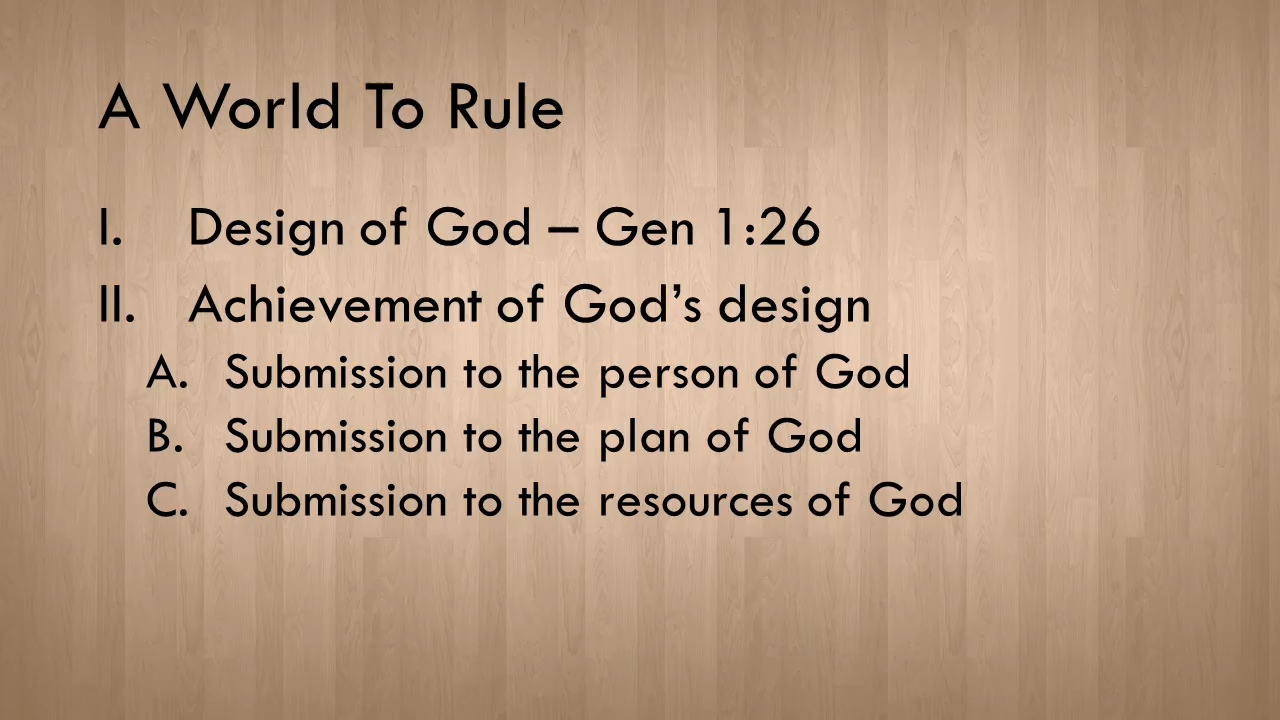 A World To Rule
I. Design of God – Gen 1:26
II. Achievement of God’s design
A. Submission to the person of God
B. Submission to the plan of God
C. Submission to the resources of God